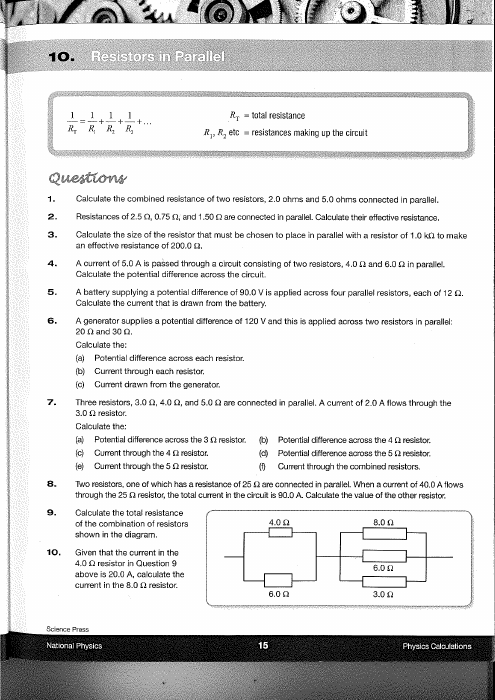 10. Resistors in Parallel
1/R_T = 1/R_1 + 1/R_2 + 1/R_3 + ...
R_T = total resistance
R_1, R_2 etc = resistances making up the circuit
Questions
1. Calculate the combined resistance of two resistors, 2.0 ohms and 5.0 ohms connected in parallel.
2. Resistances of 2.5 Ω, 0.75 Ω, and 1.50 Ω are connected in parallel. Calculate their effective resistance.
3. Calculate the size of the resistor that must be chosen to place in parallel with a resistor of 1.0 kΩ to make
an effective resistance of 200.0 Ω.
4. A current of 5.0 A is passed through a circuit consisting of two resistors, 4.0 Ω and 6.0 Ω in parallel.
Calculate the potential difference across the circuit.
5. A battery supplying a potential difference of 90.0 V is applied across four parallel resistors, each of 12 Ω.
Calculate the current that is drawn from the battery.
6. A generator supplies a potential difference of 120 V and this is applied across two resistors in parallel:
20 Ω and 30 Ω.
Calculate the:
(a) Potential difference across each resistor.
(b) Current through each resistor.
(c) Current drawn from the generator.
7. Three resistors, 3.0 Ω, 4.0 Ω, and 5.0 Ω are connected in parallel. A current of 2.0 A flows through the
3.0 Ω resistor.
Calculate the:
(a) Potential difference across the 3 Ω resistor. (b) Potential difference across the 4 Ω resistor.
(c) Current through the 4 Ω resistor. (d) Potential difference across the 5 Ω resistor.
(e) Current through the 5 Ω resistor. (f) Current through the combined resistors.
8. Two resistors, one of which has a resistance of 25 Ω are connected in parallel. When a current of 40.0 A flows
through the 25 Ω resistor, the total current in the circuit is 90.0 A. Calculate the value of the other resistor.
9. Calculate the total resistance
of the combination of resistors
shown in the diagram.
10. Given that the current in the
4.0 Ω resistor in Question 9
above is 20.0 A, calculate the
current in the 8.0 Ω resistor.
4.0 Ω 8.0 Ω
6.0 Ω
6.0 Ω 3.0 Ω
Science Press
National Physics 15 Physics Calculations